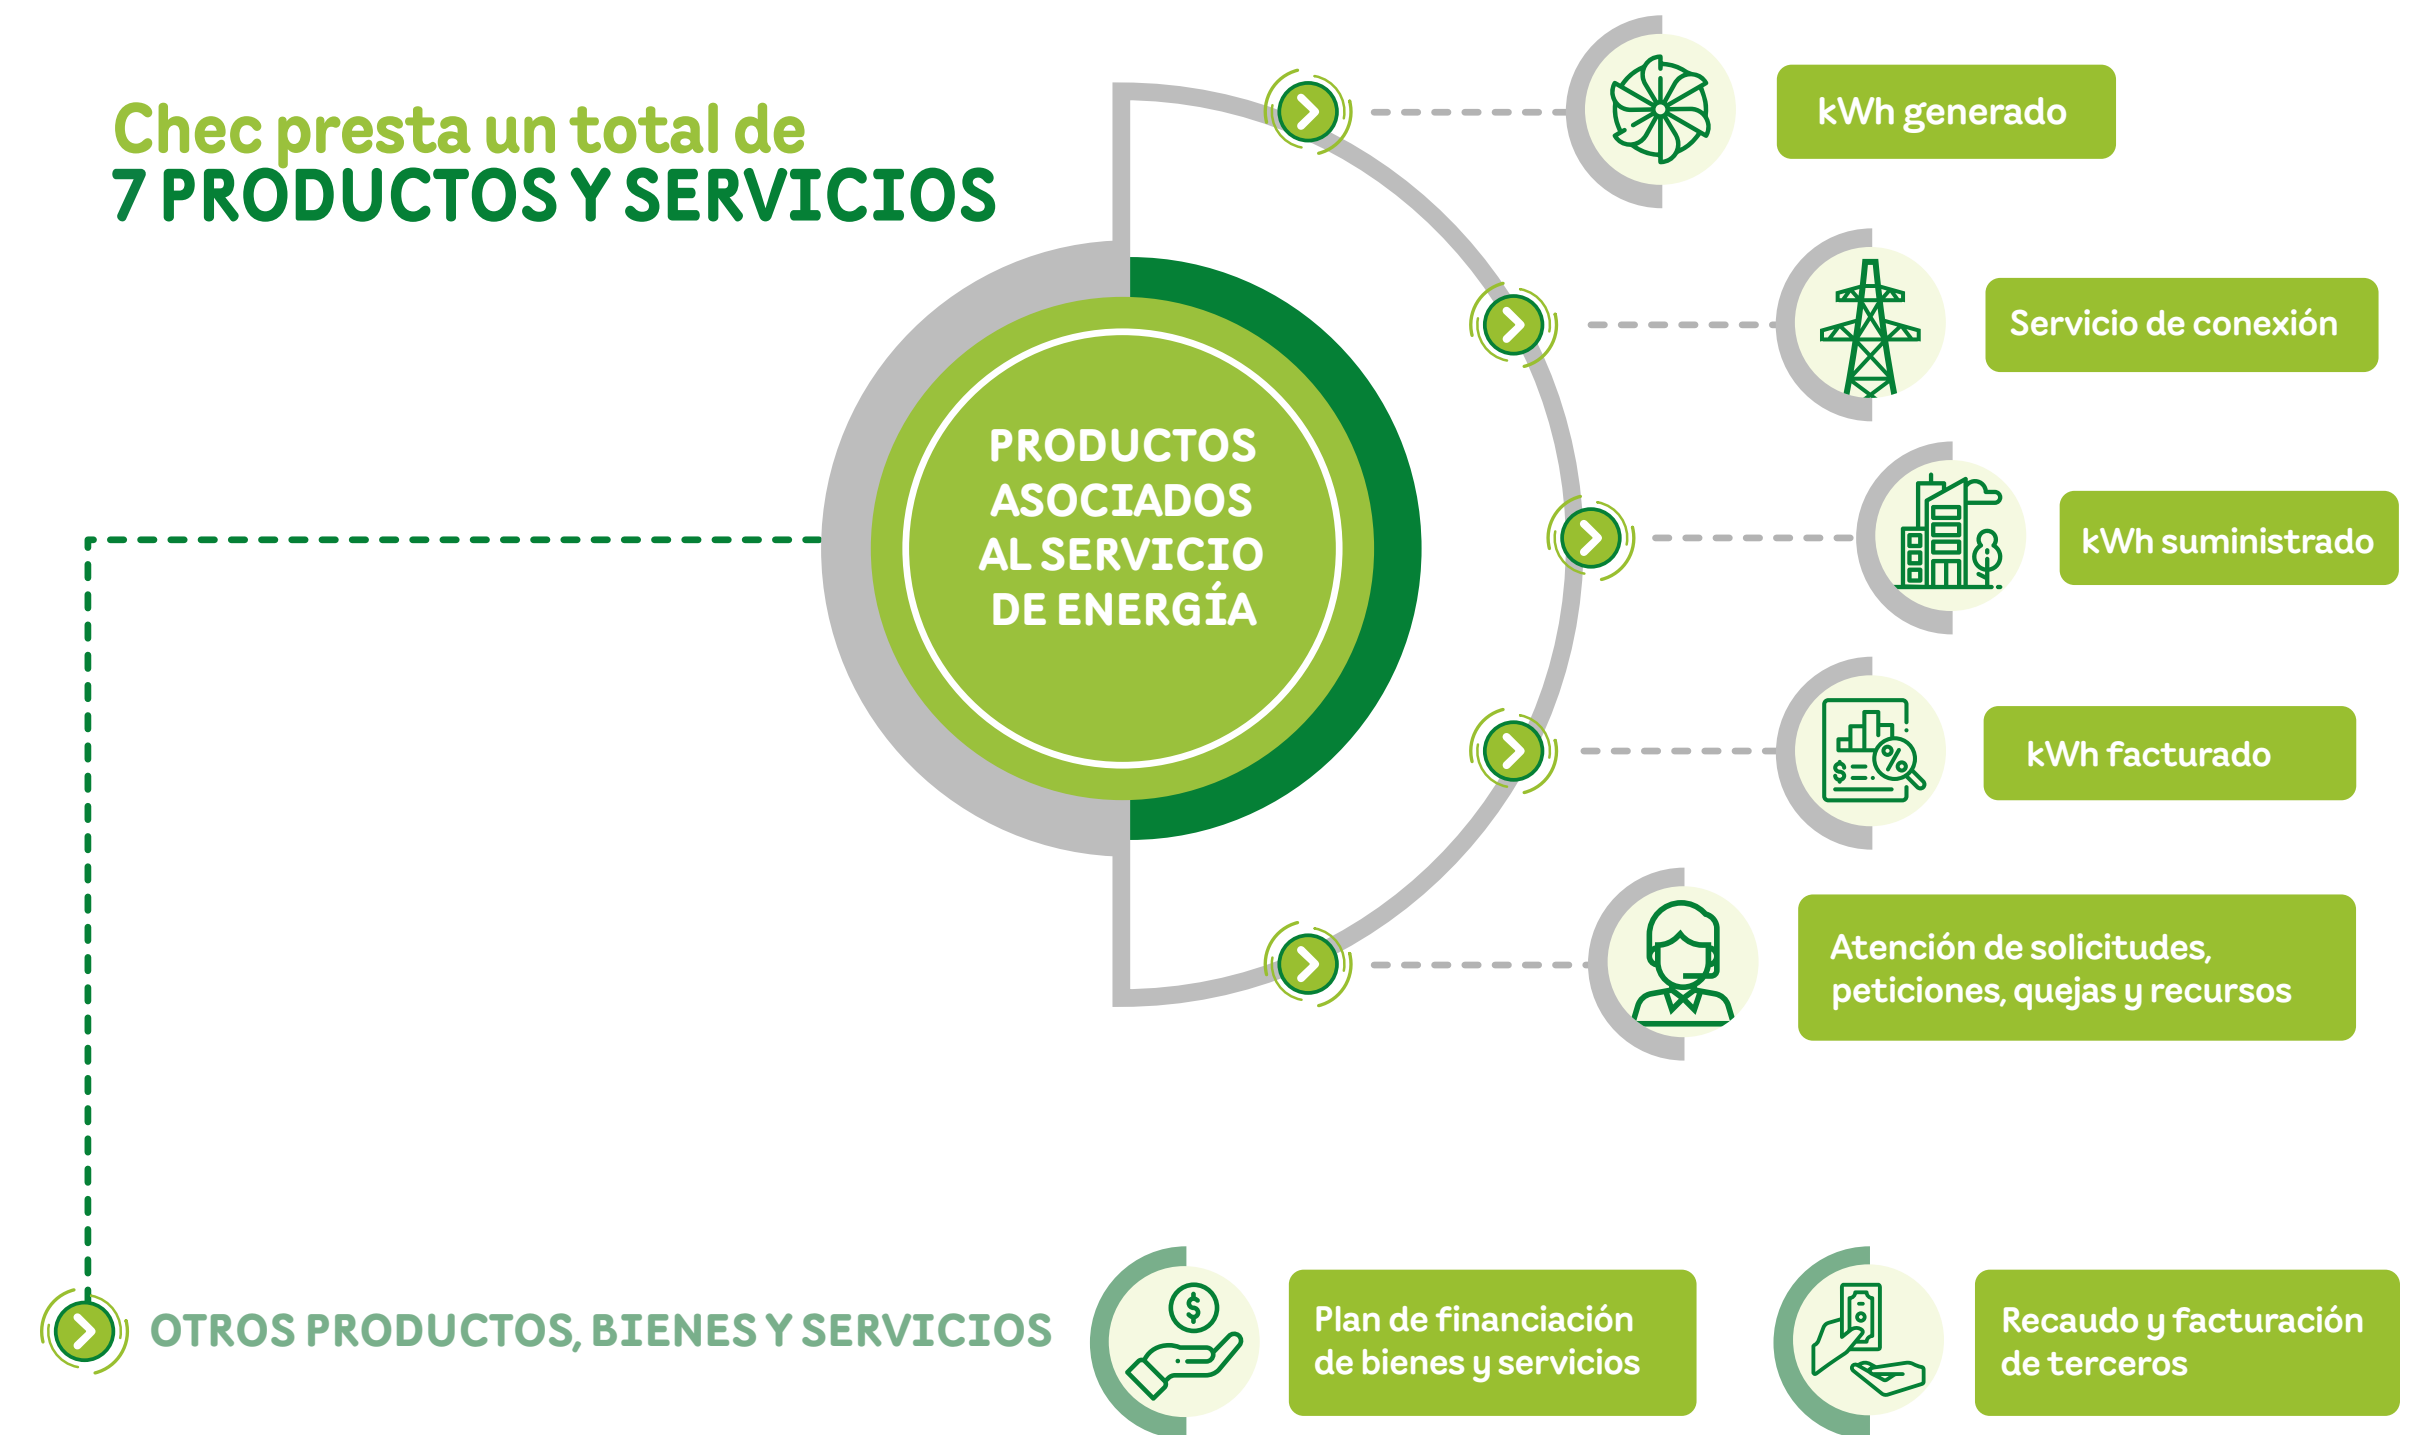 Chec presta un total de
7 PRODUCTOS Y SERVICIOS
PRODUCTOS
ASOCIADOS
AL SERVICIO
DE ENERGÍA
kWh generado
Servicio de conexión
kWh suministrado
kWh facturado
Atención de solicitudes,
peticiones, quejas y recursos
OTROS PRODUCTOS, BIENES Y SERVICIOS
Plan de financiación
de bienes y servicios
Recaudo y facturación
de terceros